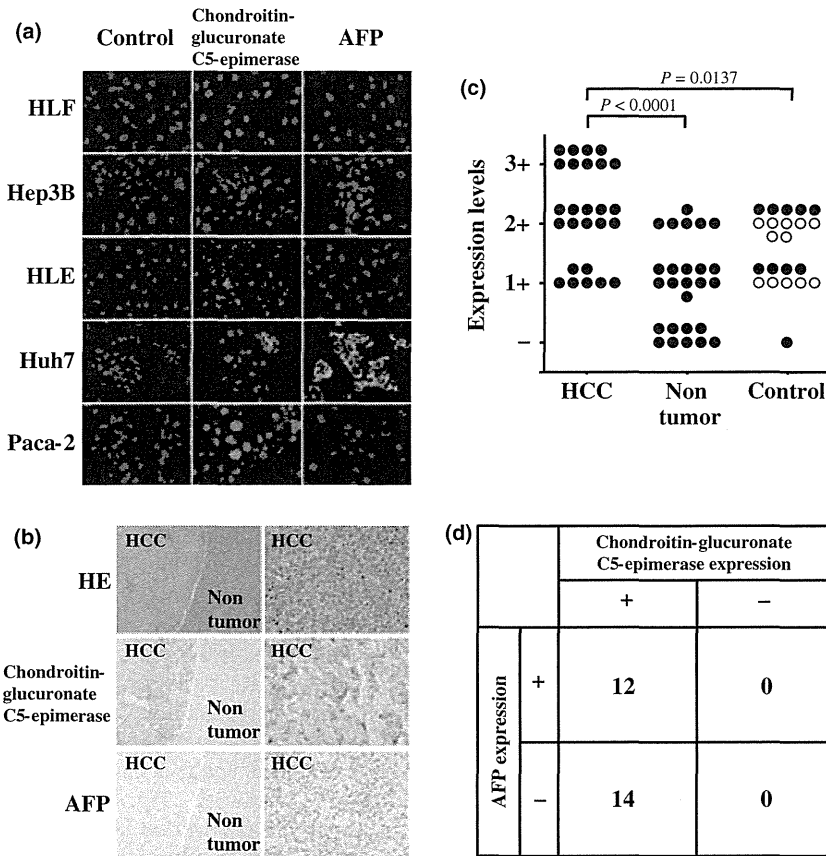 (a)
Control
Chondroitin-
glucuronate
C5-epimerase
AFP
HLF
Hep3B
HLE
Huh7
Paca-2
(b)
HE
HCC
Non
tumor
HCC
Chondroitin-
glucuronate
C5-epimerase
HCC
Non
tumor
HCC
AFP
HCC
Non
tumor
HCC
(c)
P = 0.0137
P < 0.0001
Expression levels
3+
2+
1+
–
HCC
Non
tumor
Control
(d)
Chondroitin-glucuronate
C5-epimerase expression
+ –
AFP expression
+ 12 0
– 14 0